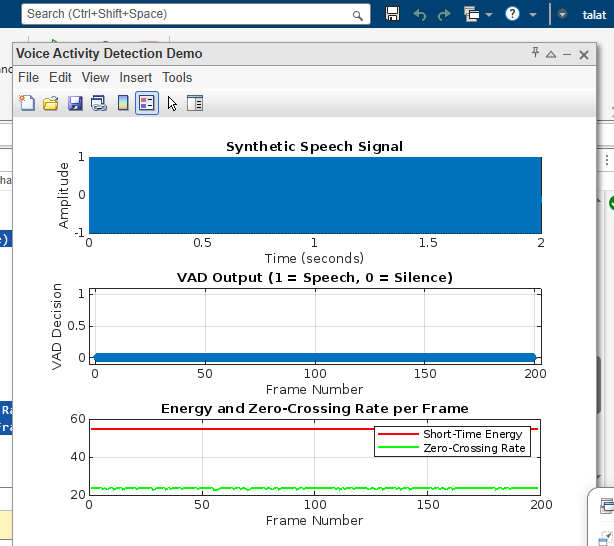 Search (Ctrl+Shift+Space)
talat
Voice Activity Detection Demo
File Edit View Insert Tools
Synthetic Speech Signal
Amplitude
1
0
-1
0 0.5 1 1.5 2
Time (seconds)
VAD Output (1 = Speech, 0 = Silence)
VAD Decision
1
0.5
0
0 50 100 150 200
Frame Number
Energy and Zero-Crossing Rate per Frame
60
40
20
Short-Time Energy
Zero-Crossing Rate
0 50 100 150 200
Frame Number